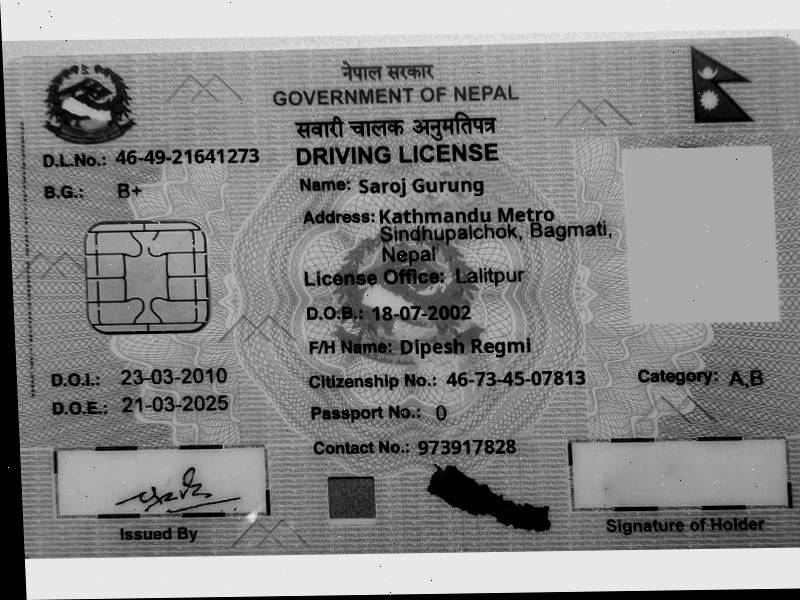 नेपाल सरकार
GOVERNMENT OF NEPAL
सवारी चालक अनुमतिपत्र
DRIVING LICENSE
D.L.No.: 46-49-21641273
B.G.: B+
Name: Saroj Gurung
Address: Kathmandu Metro
Sindhupalchok, Bagmati,
Nepal
License Office: Lalitpur
D.O.B.: 18-07-2002
F/H Name: Dipesh Regmi
D.O.I.: 23-03-2010
D.O.E.: 21-03-2025
Citizenship No.: 46-73-45-07813
Category: A,B
Passport No.: 0
Contact No.: 973917828
Issued By
Signature of Holder